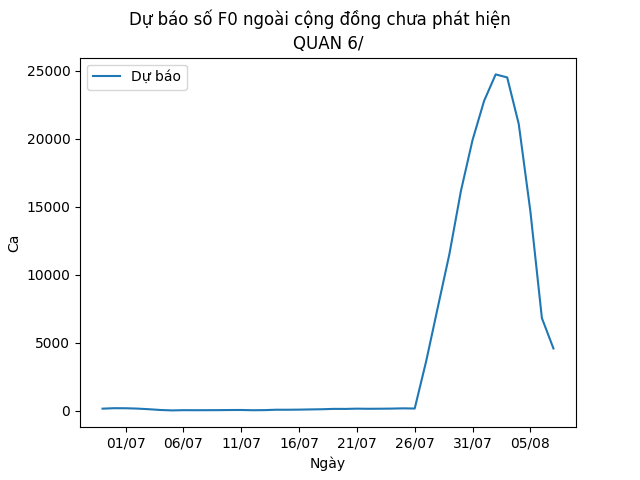 Dự báo số F0 ngoài cộng đồng chưa phát hiện
QUAN 6/
Dự báo
25000
20000
15000
10000
5000
0
Ca
01/07 06/07 11/07 16/07 21/07 26/07 31/07 05/08
Ngày